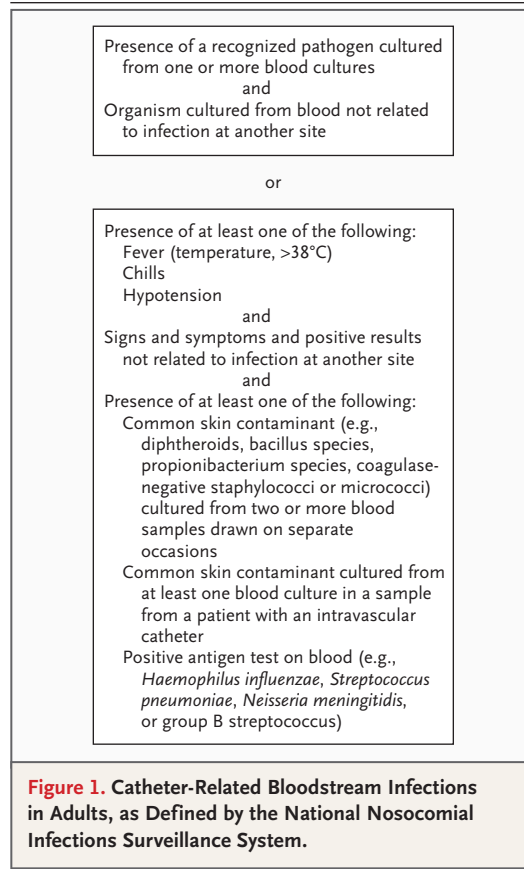 Presence of a recognized pathogen cultured
from one or more blood cultures
and
Organism cultured from blood not related
to infection at another site
or
Presence of at least one of the following:
Fever (temperature, >38°C)
Chills
Hypotension
and
Signs and symptoms and positive results
not related to infection at another site
and
Presence of at least one of the following:
Common skin contaminant (e.g.,
diphtheroids, bacillus species,
propionibacterium species, coagulase-
negative staphylococci or micrococci)
cultured from two or more blood
samples drawn on separate
occasions
Common skin contaminant cultured from
at least one blood culture in a sample
from a patient with an intravascular
catheter
Positive antigen test on blood (e.g.,
Haemophilus influenzae, Streptococcus
pneumoniae, Neisseria meningitidis,
or group B streptococcus)
Figure 1. Catheter-Related Bloodstream Infections
in Adults, as Defined by the National Nosocomial
Infections Surveillance System.